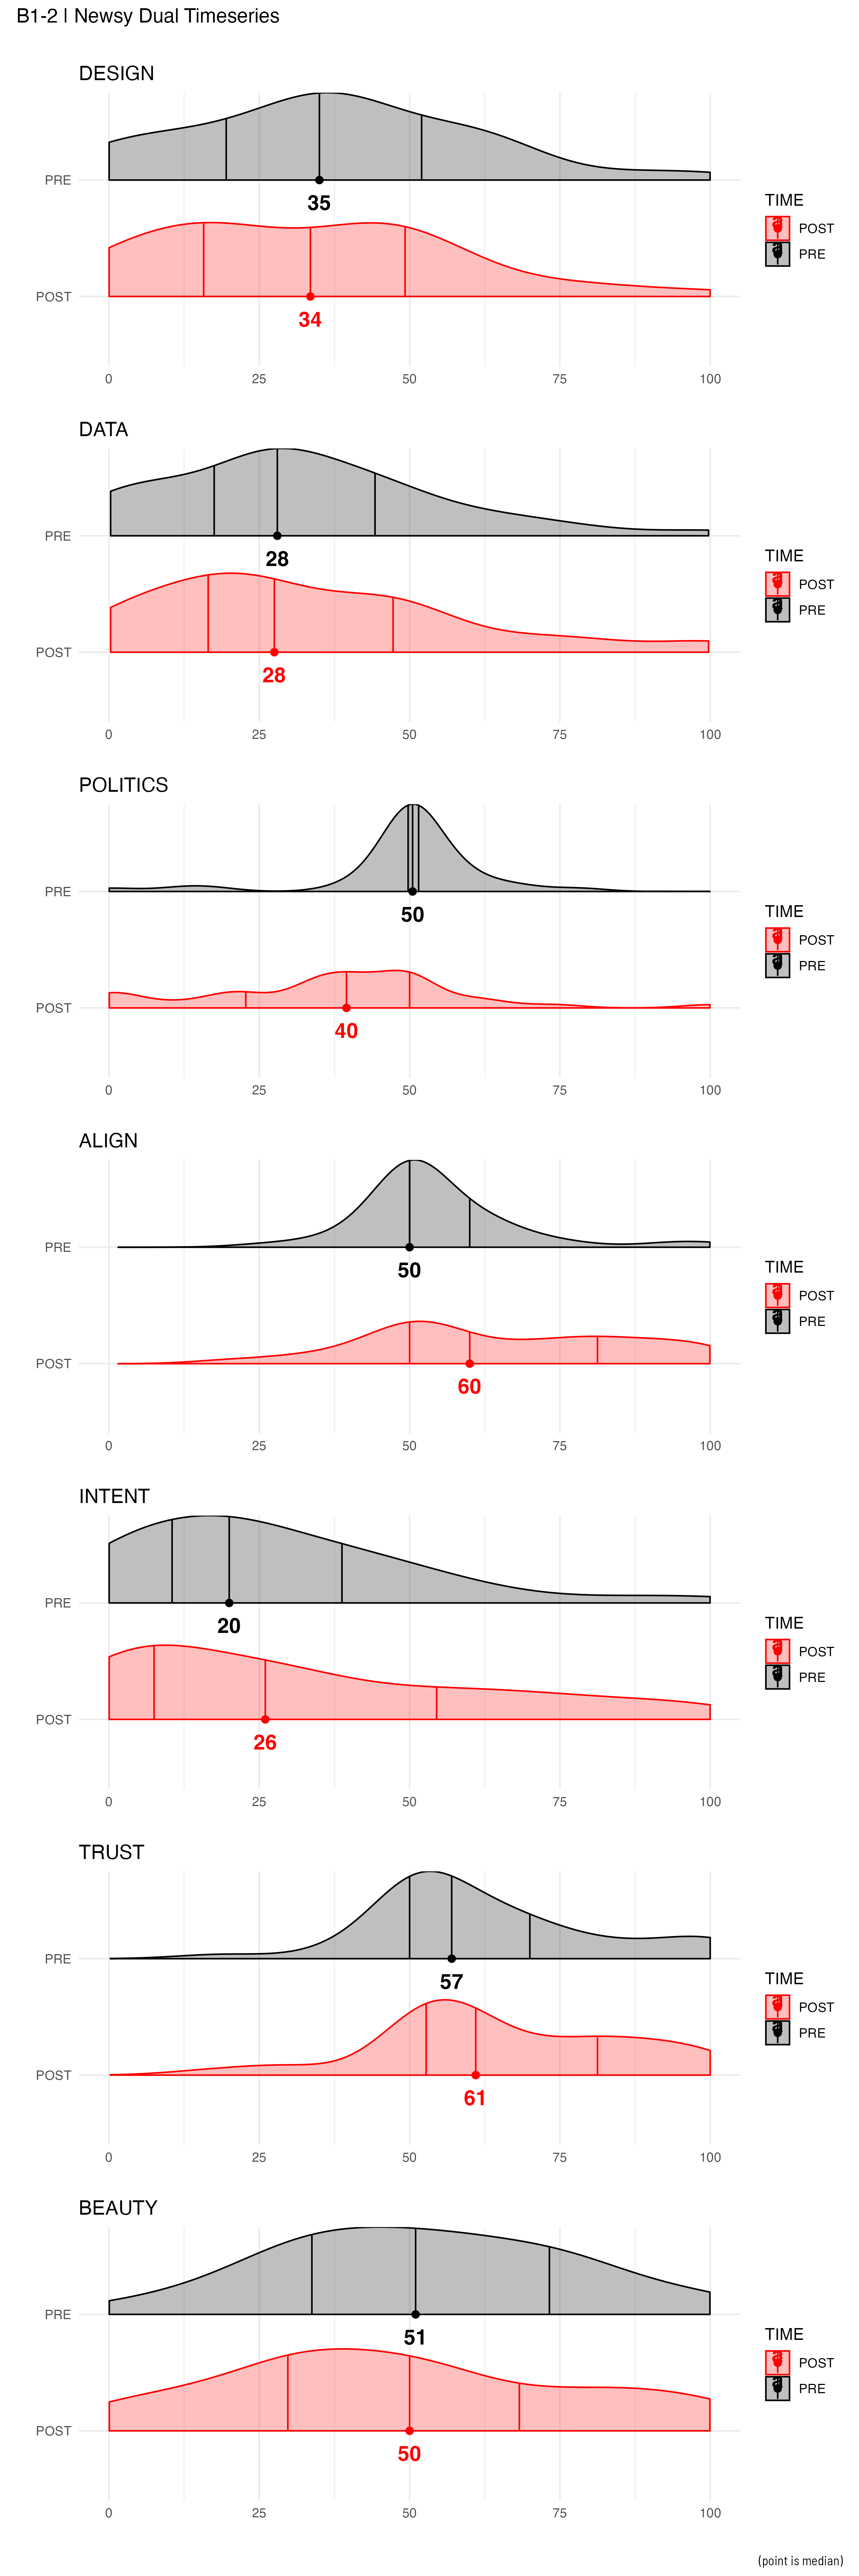 B1-2 | Newsy Dual Timeseries
DESIGN
PRE
35
POST
34
0 25 50 75 100
TIME
POST
PRE
DATA
PRE
28
POST
28
0 25 50 75 100
TIME
POST
PRE
POLITICS
PRE
50
POST
40
0 25 50 75 100
TIME
POST
PRE
ALIGN
PRE
50
POST
60
0 25 50 75 100
TIME
POST
PRE
INTENT
PRE
20
POST
26
0 25 50 75 100
TIME
POST
PRE
TRUST
PRE
57
POST
61
0 25 50 75 100
TIME
POST
PRE
BEAUTY
PRE
51
POST
50
0 25 50 75 100
TIME
POST
PRE
(point is median)